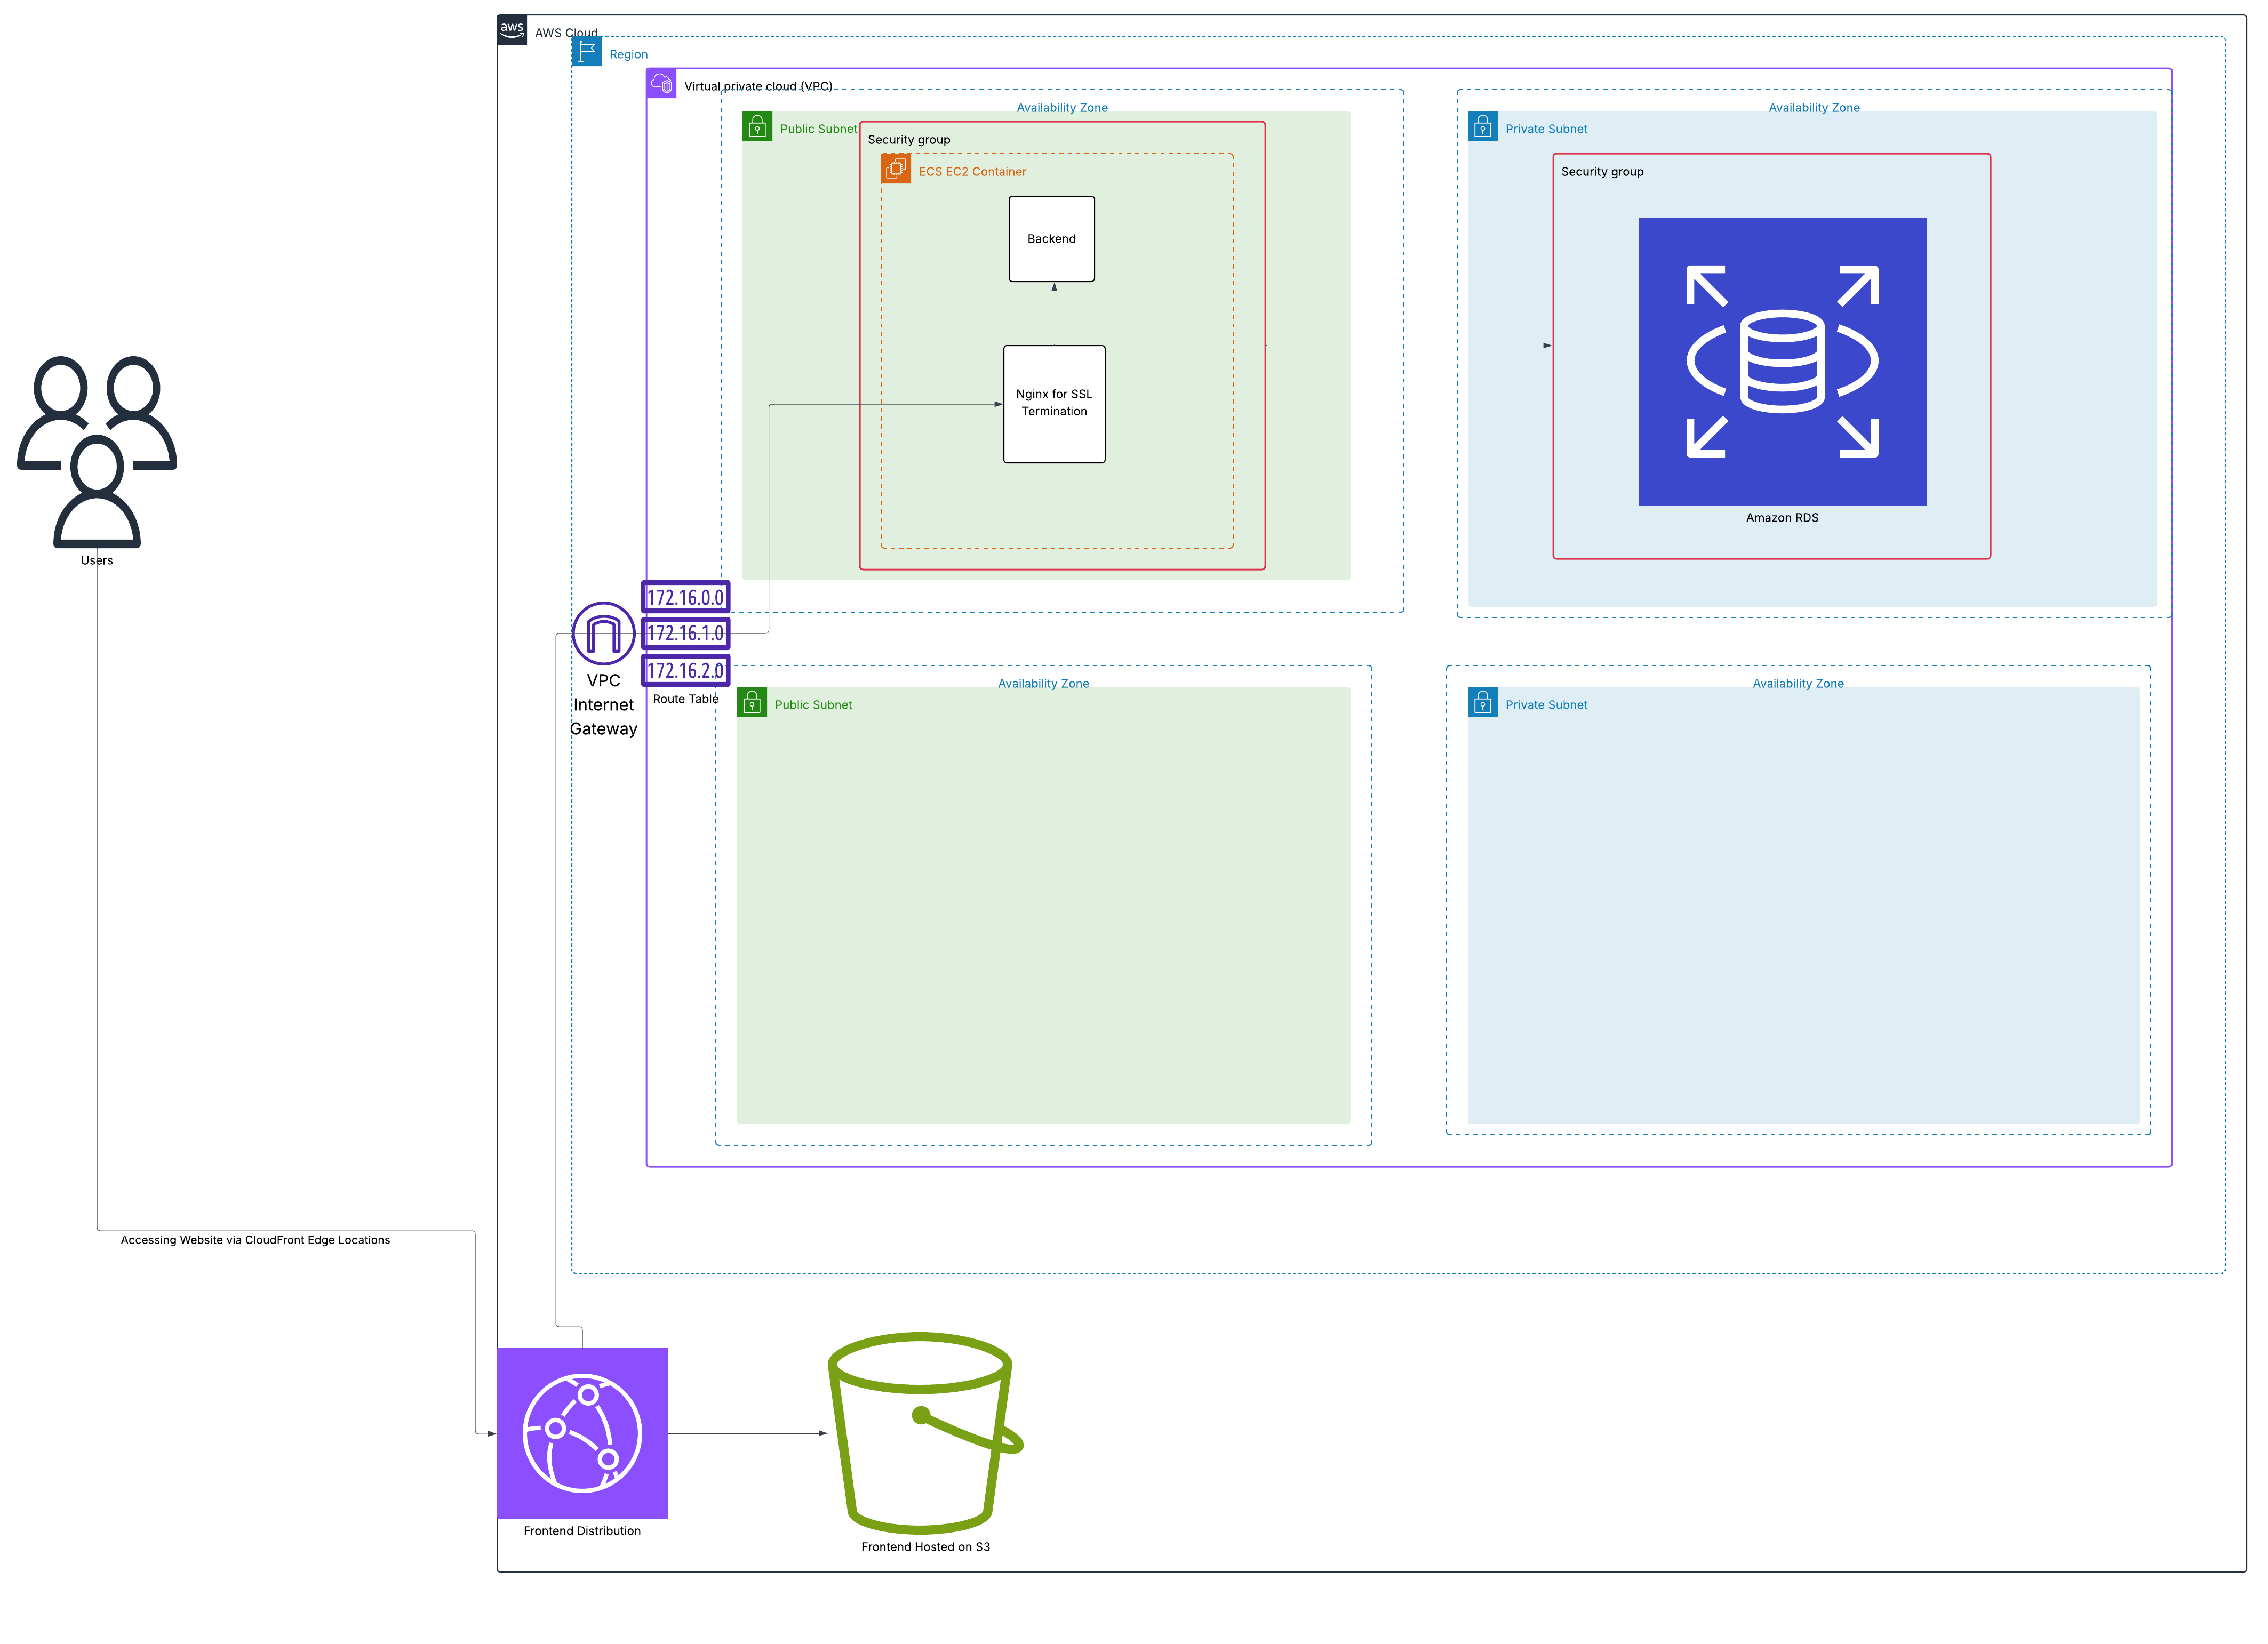 aws
AWS Cloud
Region
Virtual private cloud (VPC)
Availability Zone
Availability Zone
Public Subnet
Private Subnet
Security group
Security group
ECS EC2 Container
Backend
Nginx for SSL
Termination
Amazon RDS
Users
172.16.0.0
172.16.1.0
172.16.2.0
Route Table
VPC
Internet
Gateway
Availability Zone
Availability Zone
Public Subnet
Private Subnet
Accessing Website via CloudFront Edge Locations
Frontend Distribution
Frontend Hosted on S3